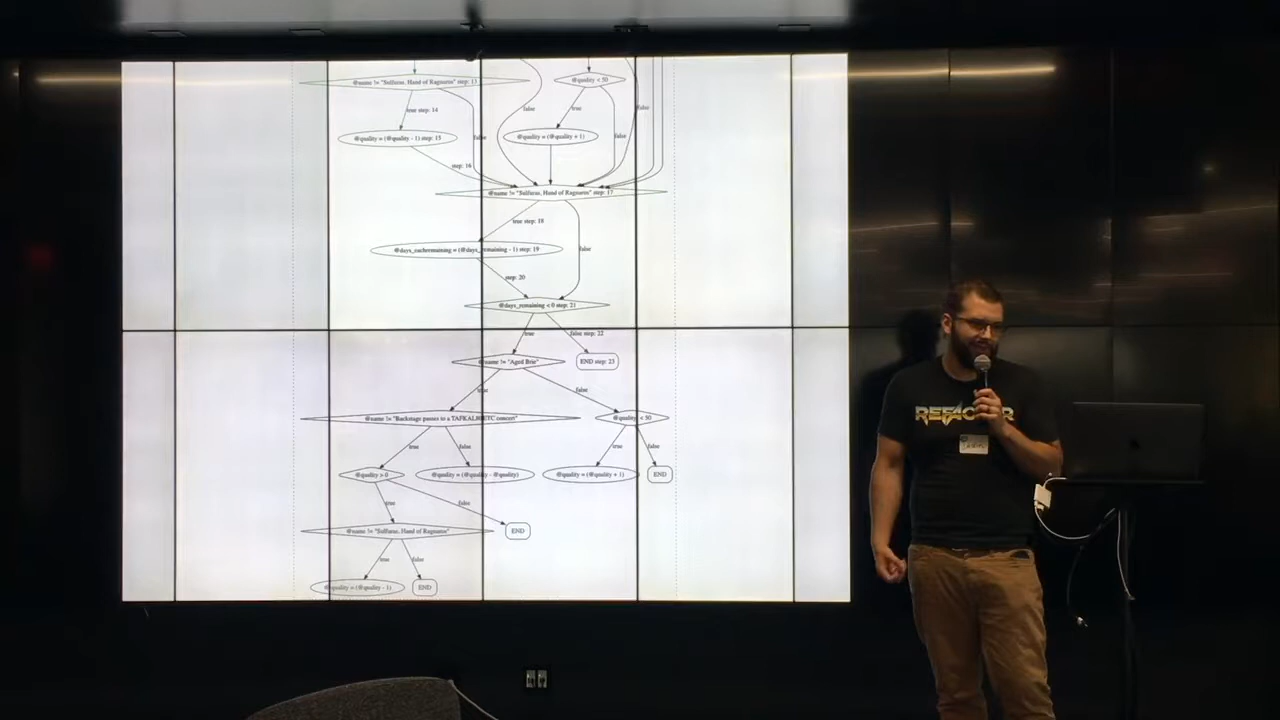 @name != "Sulfuras, Hand of Ragnaros" step: 13
@quality < 50
true step: 14
false
true
false
@quality = (@quality - 1) step: 15
false
@quality = (@quality + 1)
false
step: 16
@name != "Sulfuras, Hand of Ragnaros" step: 17
true step: 18
@days_remaining = (@days_remaining - 1) step: 19
false
step: 20
@days_remaining < 0 step: 21
true
false step: 22
@name != "Aged Brie"
END step: 23
true
false
@name != "Backstage passes to a TAFKAL80ETC concert"
@quality < 50
true
false
true
false
@quality > 0
@quality = (@quality - @quality)
@quality = (@quality + 1)
END
true
false
@name != "Sulfuras, Hand of Ragnaros"
END
true
false
@quality = (@quality - 1)
END
REFACTOR